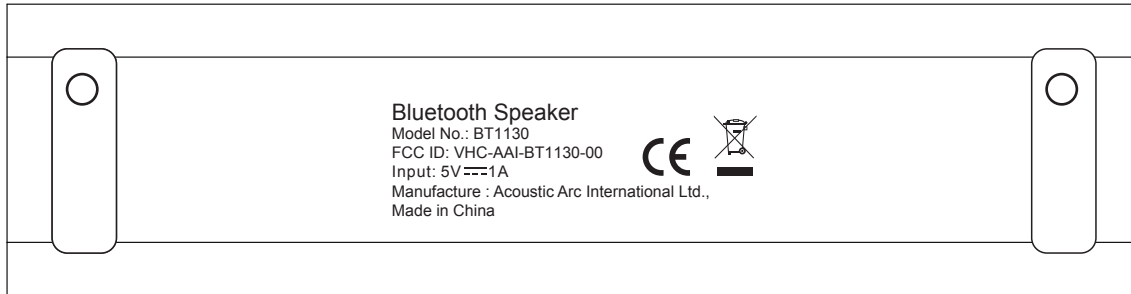 Bluetooth Speaker
Model No.: BT1130
FCC ID: VHC-AAI-BT1130-00
Input: 5V⎓1A
Manufacture : Acoustic Arc International Ltd.,
Made in China
CE